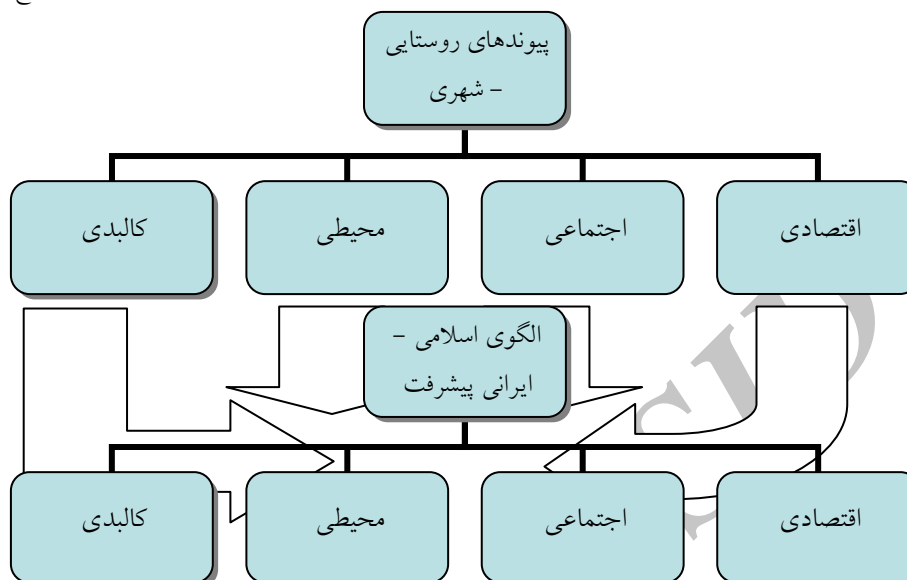 پیوندهای روستایی
- شهری
اقتصادی
اجتماعی
محیطی
کالبدی
الگوی اسلامی -
ایرانی پیشرفت
اقتصادی
اجتماعی
محیطی
کالبدی